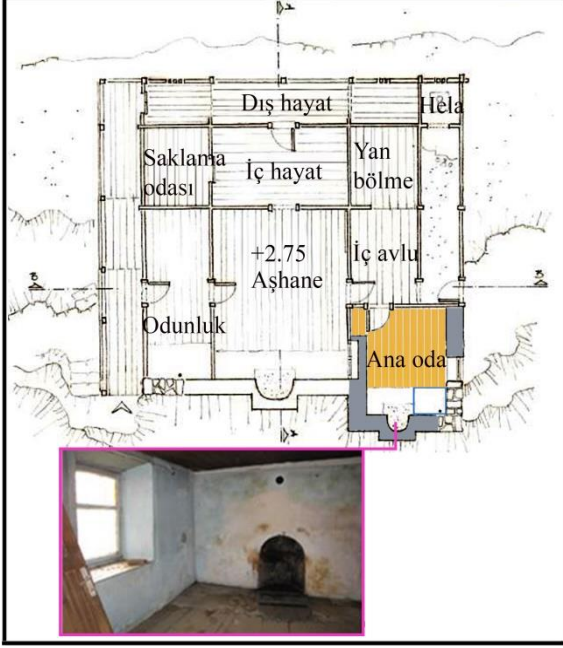 Dış hayat
Hela
Saklama
odası
İç hayat
Yan
bölme
+2.75
Aşhane
İç avlu
Odunluk
Ana oda